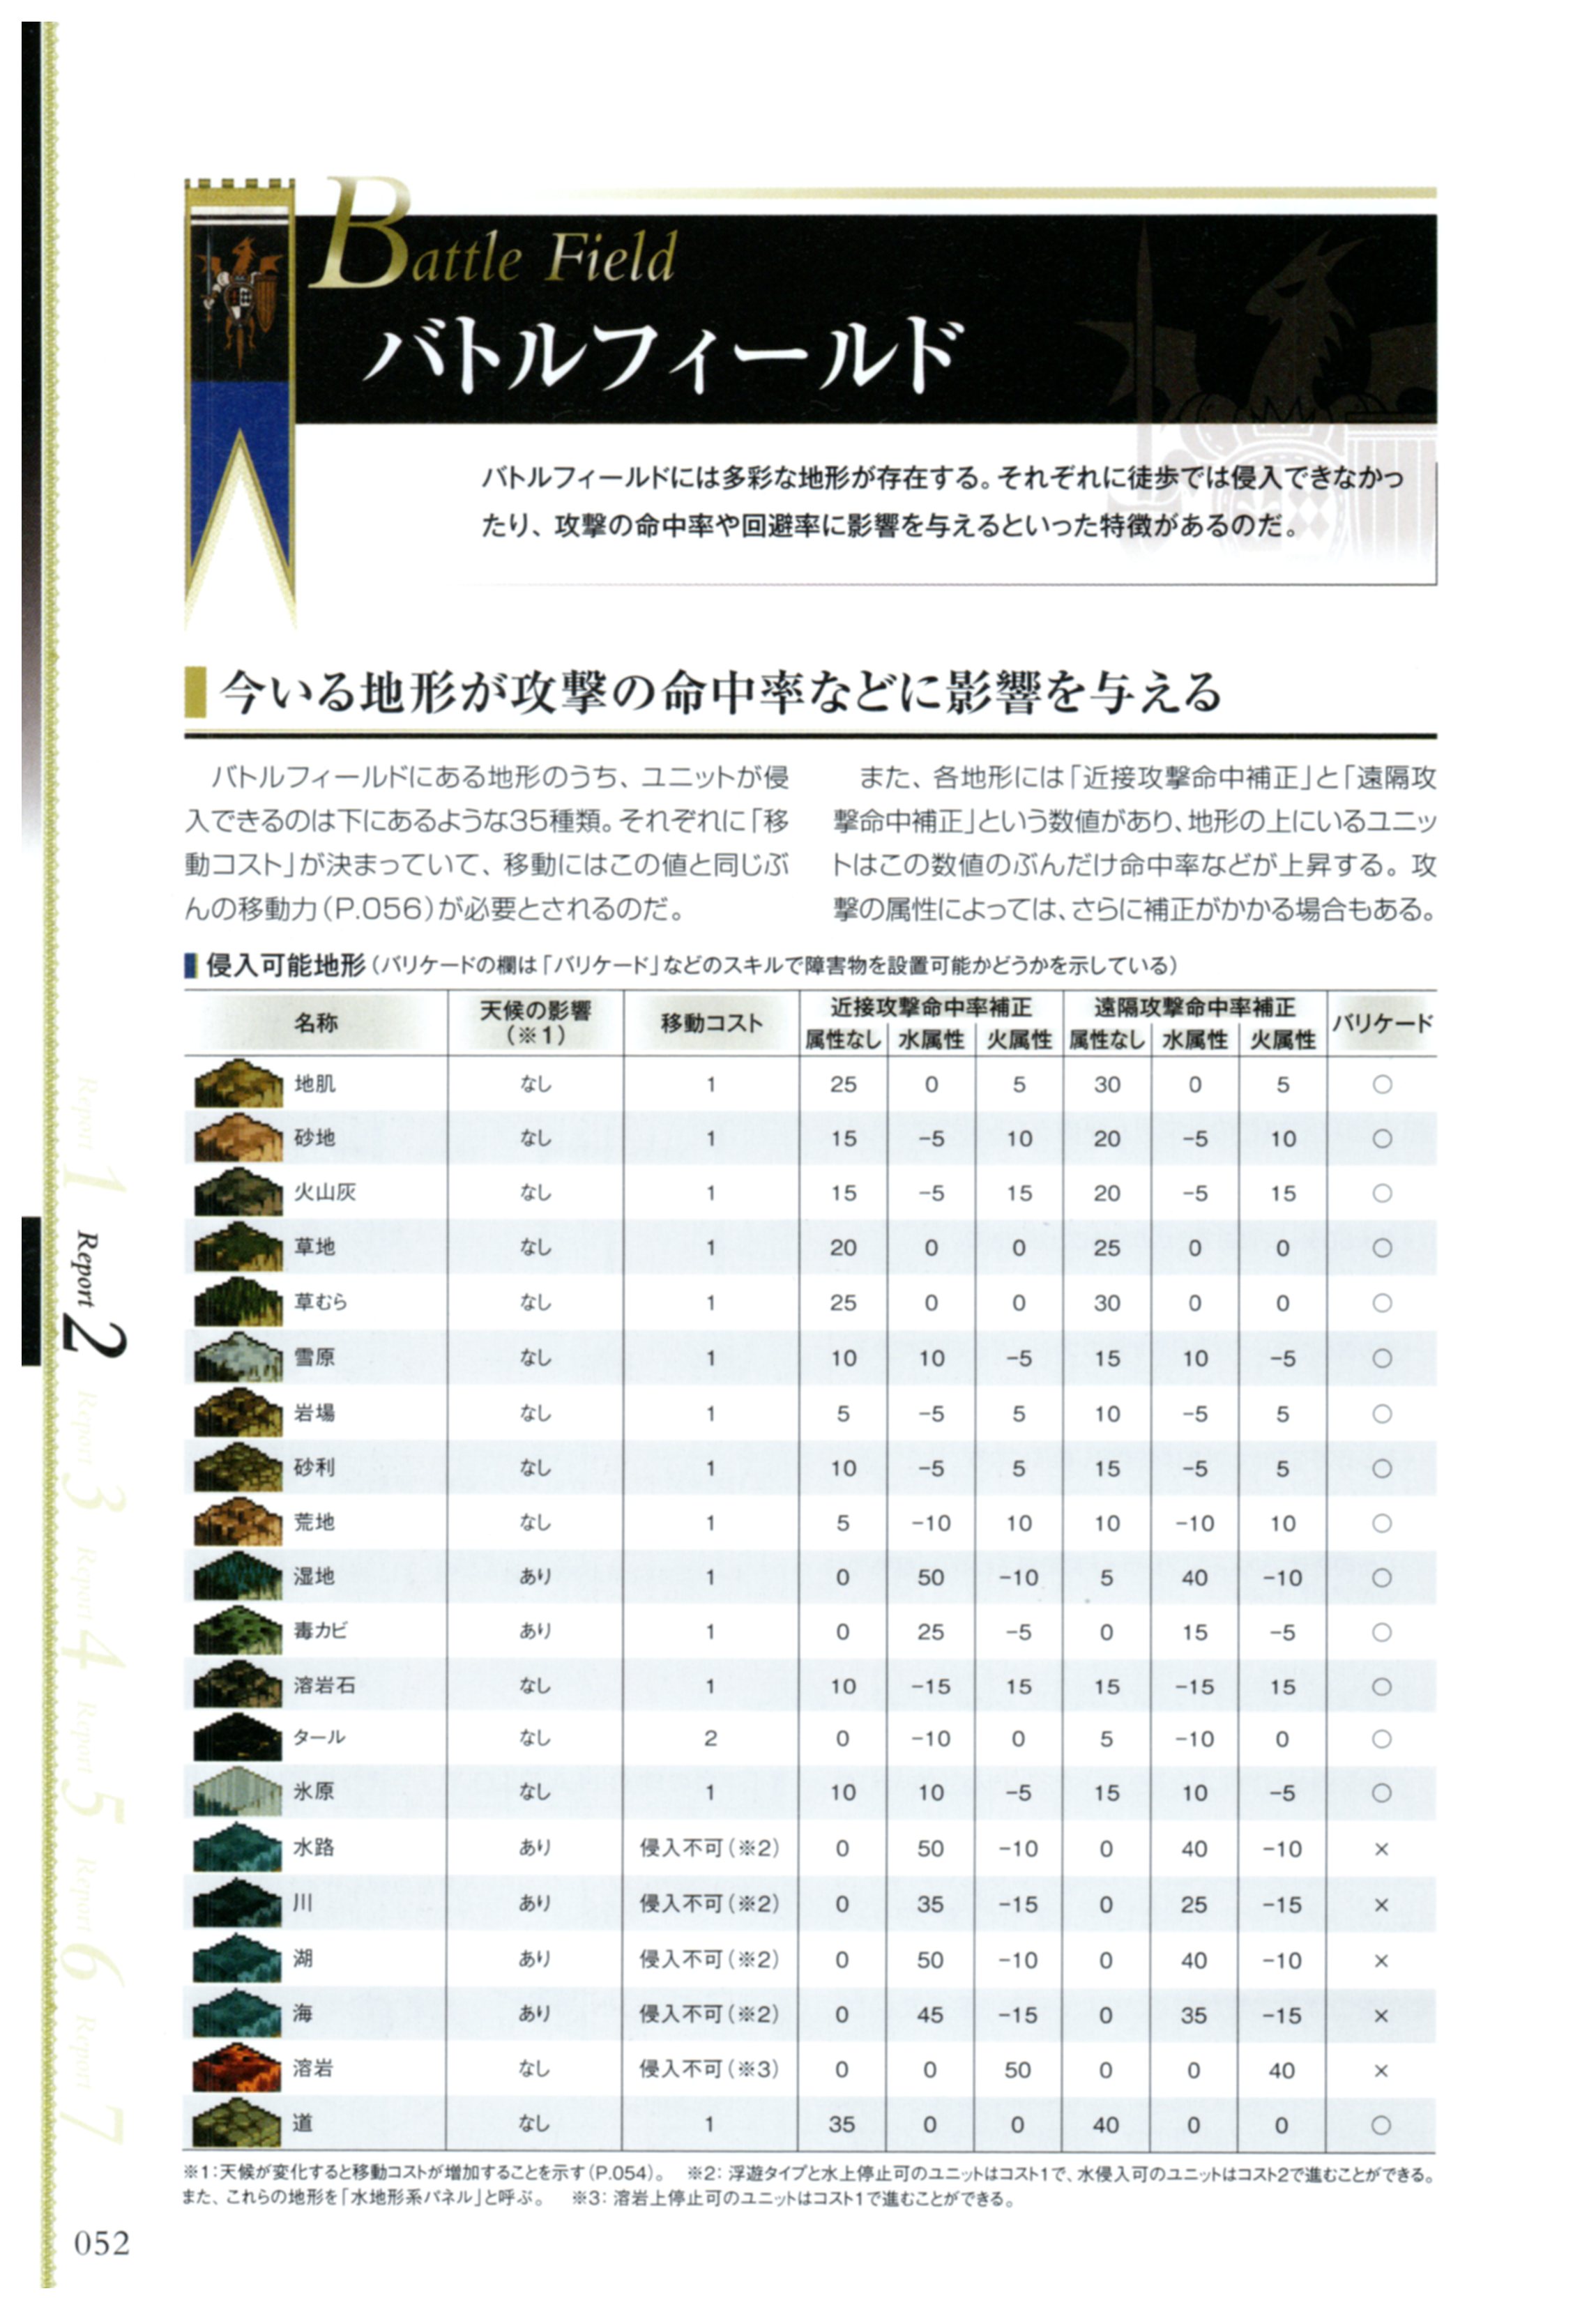 Battle Field
バトルフィールド
バトルフィールドには多彩な地形が存在する。それぞれに徒歩では侵入できなかっ
たり、攻撃の命中率や回避率に影響を与えるといった特徴があるのだ。
今いる地形が攻撃の命中率などに影響を与える
バトルフィールドにある地形のうち、ユニットが侵
入できるのは下にあるような35種類。それぞれに「移
動コスト」が決まっていて、移動にはこの値と同じぶ
んの移動力(P.056)が必要とされるのだ。
また、各地形には「近接攻撃命中補正」と「遠隔攻
撃命中補正」という数値があり、地形の上にいるユニッ
トはこの数値のぶんだけ命中率などが上昇する。攻
撃の属性によっては、さらに補正がかかる場合もある。
侵入可能地形(バリケードの欄は「バリケード」などのスキルで障害物を設置可能かどうかを示している)
名称 天候の影響(※1) 移動コスト 近接攻撃命中率補正 遠隔攻撃命中率補正 バリケード
属性なし 水属性 火属性 属性なし 水属性 火属性
地肌 なし 1 25 0 5 30 0 5 ○
砂地 なし 1 15 -5 10 20 -5 10 ○
火山灰 なし 1 15 -5 15 20 -5 15 ○
草地 なし 1 20 0 0 25 0 0 ○
草むら なし 1 25 0 0 30 0 0 ○
雪原 なし 1 10 10 -5 15 10 -5 ○
岩場 なし 1 5 -5 5 10 -5 5 ○
砂利 なし 1 10 -5 5 15 -5 5 ○
荒地 なし 1 5 -10 10 10 -10 10 ○
湿地 あり 1 0 50 -10 5 40 -10 ○
毒カビ あり 1 0 25 -5 0 15 -5 ○
溶岩石 なし 1 10 -15 15 15 -15 15 ○
タール なし 2 0 -10 0 5 -10 0 ○
氷原 なし 1 10 10 -5 15 10 -5 ○
水路 あり 侵入不可(※2) 0 50 -10 0 40 -10 ×
川 あり 侵入不可(※2) 0 35 -15 0 25 -15 ×
湖 あり 侵入不可(※2) 0 50 -10 0 40 -10 ×
海 あり 侵入不可(※2) 0 45 -15 0 35 -15 ×
溶岩 なし 侵入不可(※3) 0 0 50 0 0 40 ×
道 なし 1 35 0 0 40 0 0 ○
※1:天候が変化すると移動コストが増加することを示す(P.054)。 ※2:浮遊タイプと水上停止可のユニットはコスト1で、水侵入可のユニットはコスト2で進むことができる。
また、これらの地形を「水地形系パネル」と呼ぶ。 ※3:溶岩上停止可のユニットはコスト1で進むことができる。
Report 1
Report 2
Report 3
Report 4
Report 5
Report 6
Report 7
052